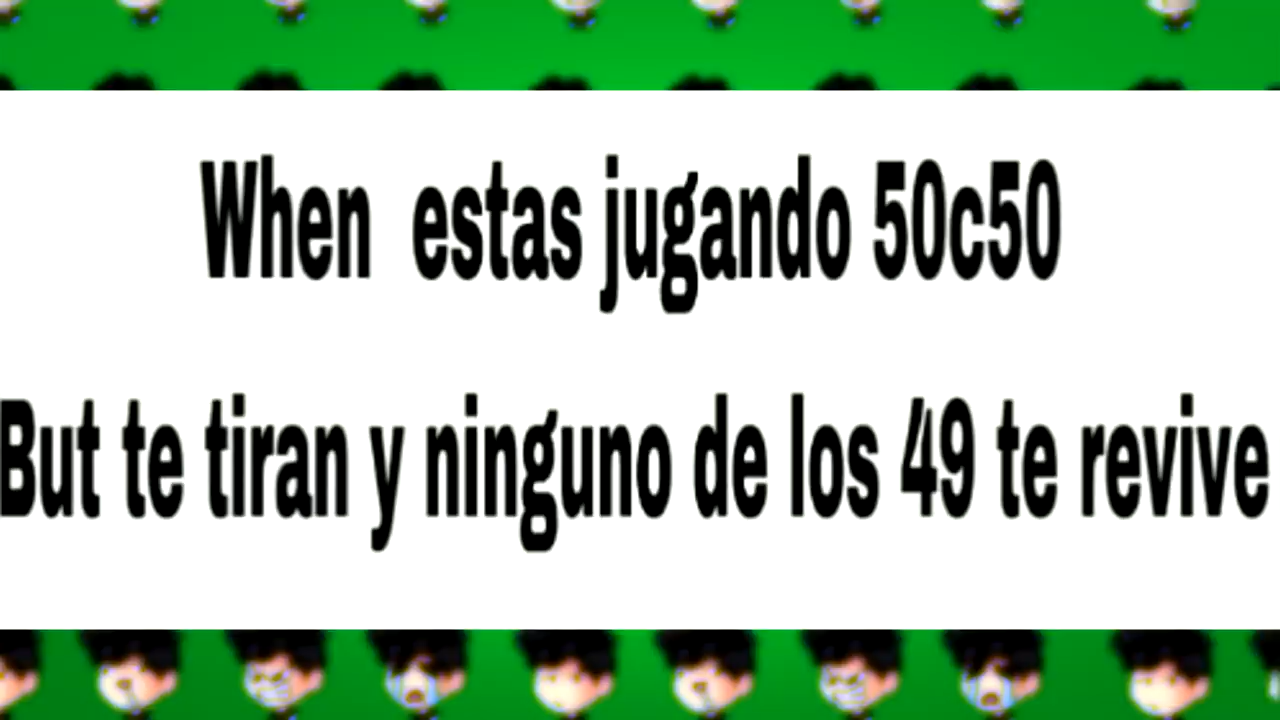 When estas jugando 50c50
But te tiran y ninguno de los 49 te revive